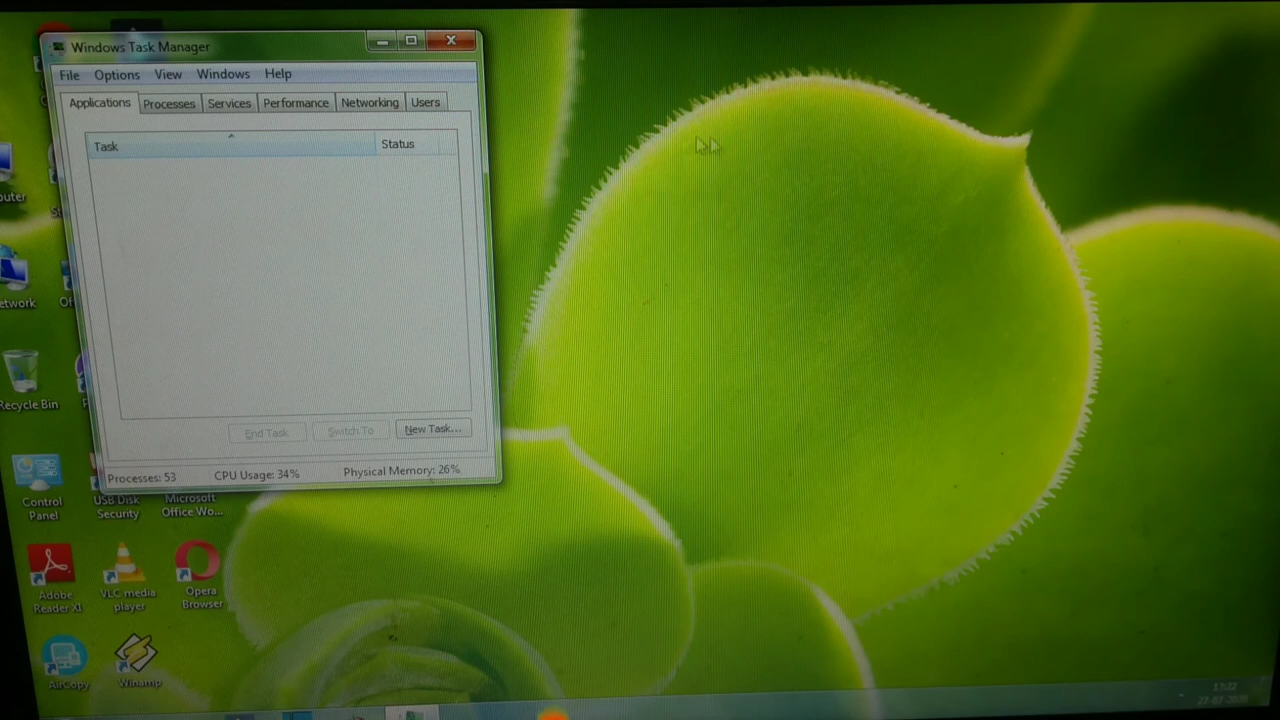 Windows Task Manager
File Options View Windows Help
Applications Processes Services Performance Networking Users
Task Status
End Task Switch To New Task...
Processes: 53 CPU Usage: 34% Physical Memory: 26%
Recycle Bin
Control
Panel
USB Disk
Security
Microsoft
Office Wo...
Adobe
Reader XI
VLC media
player
Opera
Browser
AirCopy
Winamp